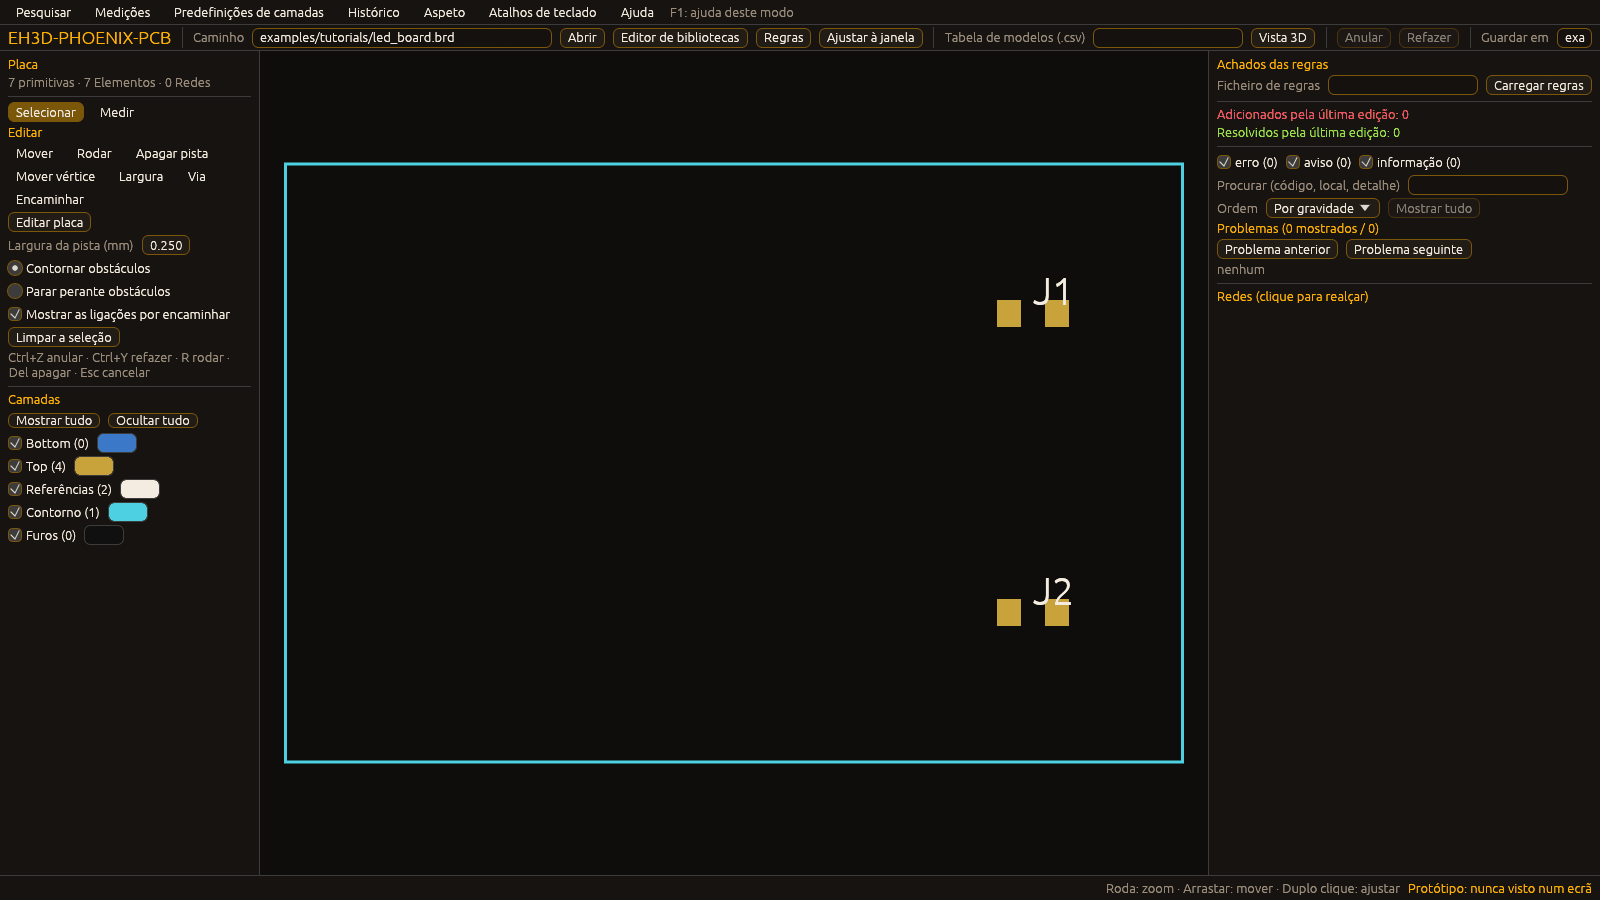 Pesquisar Medições Predefinições de camadas Histórico Aspeto Atalhos de teclado Ajuda F1: ajuda deste modo
EH3D-PHOENIX-PCB Caminho examples/tutorials/led_board.brd Abrir Editor de bibliotecas Regras Ajustar à janela Tabela de modelos (.csv) Vista 3D Anular Refazer Guardar em exa
Placa
7 primitivas · 7 Elementos · 0 Redes
Selecionar Medir
Editar
Mover Rodar Apagar pista
Mover vértice Largura Via
Encaminhar
Editar placa
Largura da pista (mm) 0.250
Contornar obstáculos
Parar perante obstáculos
Mostrar as ligações por encaminhar
Limpar a seleção
Ctrl+Z anular · Ctrl+Y refazer · R rodar ·
Del apagar · Esc cancelar
Camadas
Mostrar tudo Ocultar tudo
Bottom (0)
Top (4)
Referências (2)
Contorno (1)
Furos (0)
J1
J2
Achados das regras
Ficheiro de regras Carregar regras
Adicionados pela última edição: 0
Resolvidos pela última edição: 0
erro (0) aviso (0) informação (0)
Procurar (código, local, detalhe)
Ordem Por gravidade Mostrar tudo
Problemas (0 mostrados / 0)
Problema anterior Problema seguinte
nenhum
Redes (clique para realçar)
Roda: zoom · Arrastar: mover · Duplo clique: ajustar Protótipo: nunca visto num ecrã